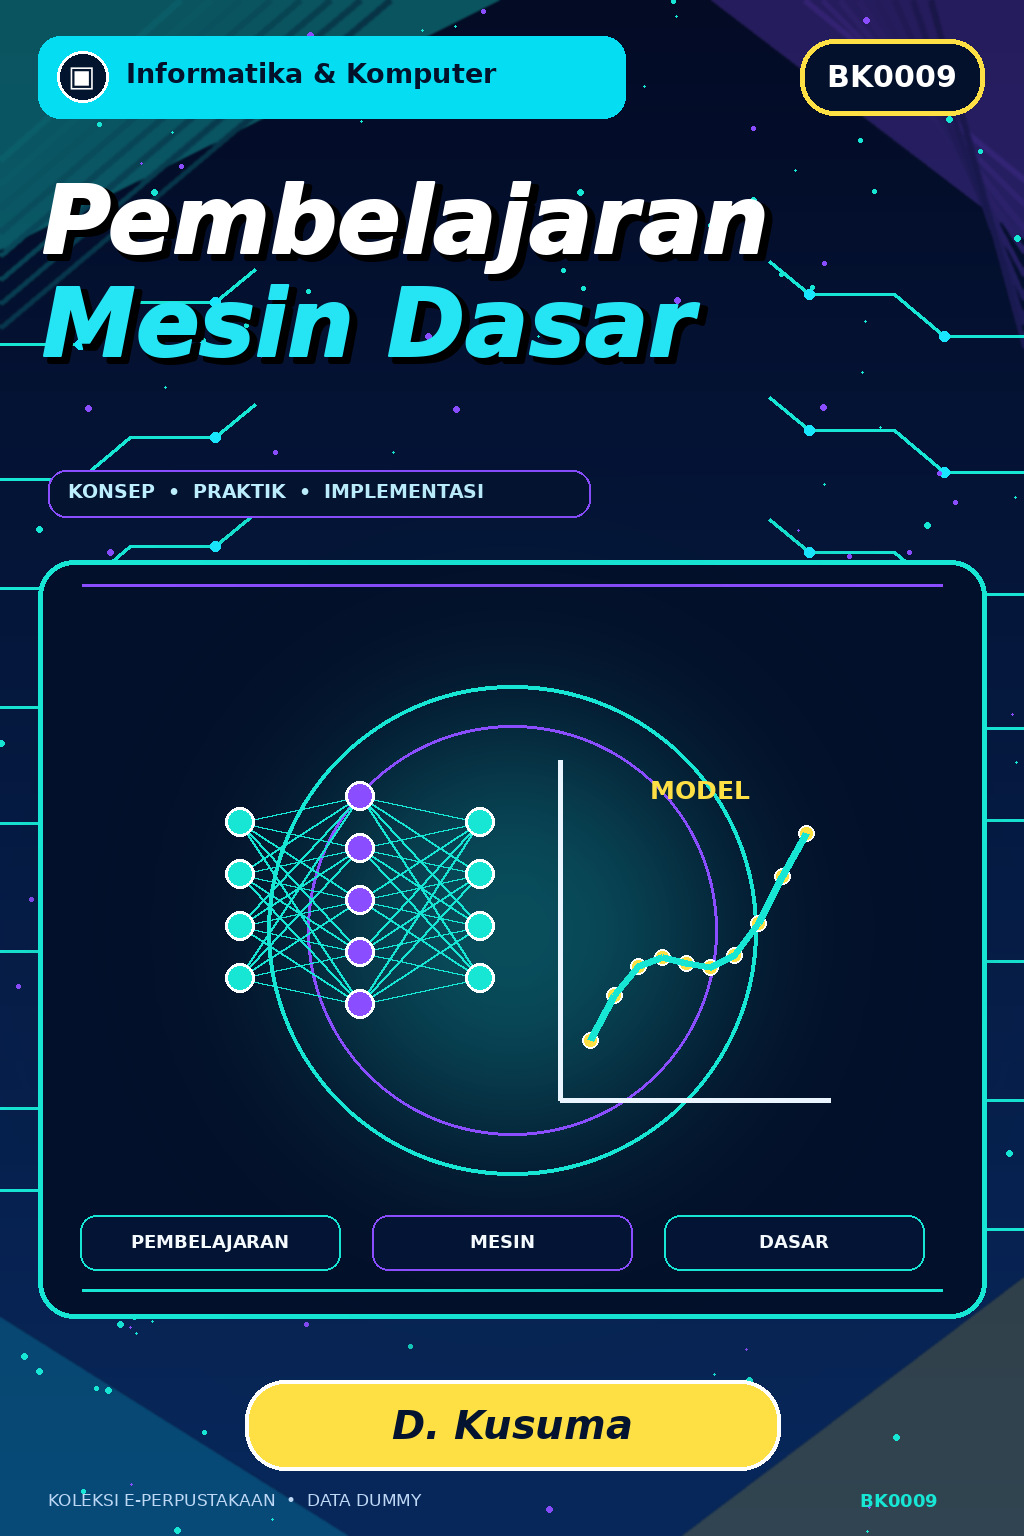 Informatika & Komputer
BK0009
Pembelajaran
Mesin Dasar
KONSEP • PRAKTIK • IMPLEMENTASI
MODEL
PEMBELAJARAN
MESIN
DASAR
D. Kusuma
KOLEKSI E-PERPUSTAKAAN • DATA DUMMY
BK0009